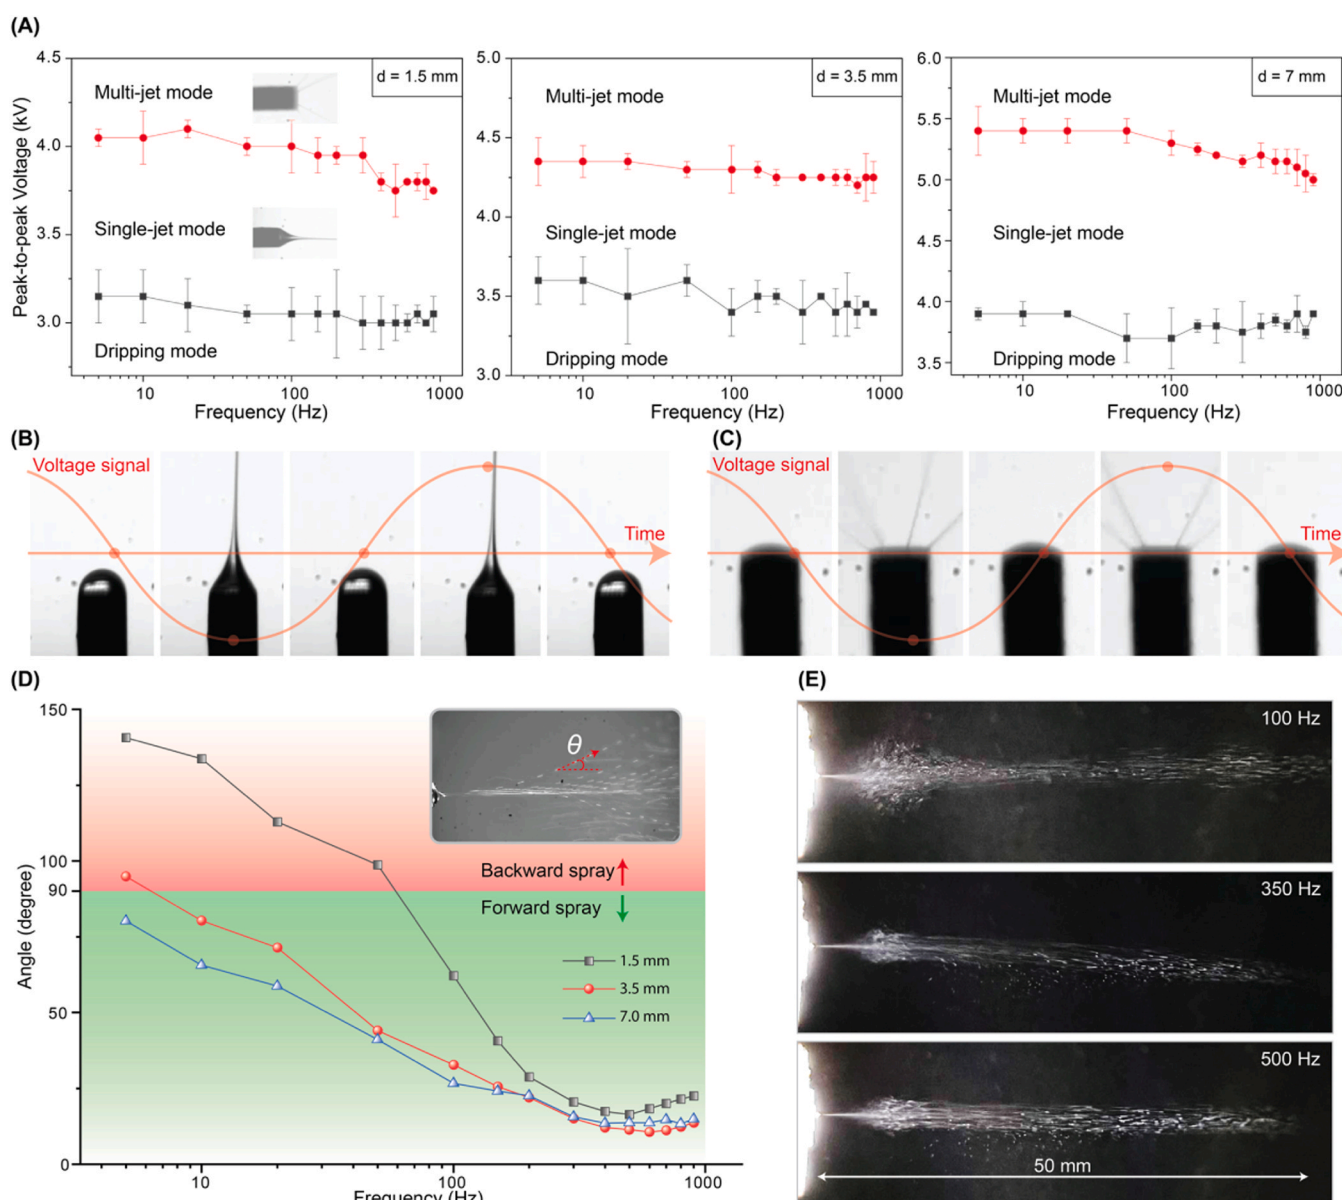 (A)
4.5
4.0
3.5
3.0
Peak-to-peak Voltage (kV)
d = 1.5 mm
Multi-jet mode
Single-jet mode
Dripping mode
10
100
1000
Frequency (Hz)
5.0
4.5
4.0
3.5
3.0
d = 3.5 mm
Multi-jet mode
Single-jet mode
Dripping mode
10
100
1000
Frequency (Hz)
6.0
5.5
5.0
4.5
4.0
3.5
d = 7 mm
Multi-jet mode
Single-jet mode
Dripping mode
10
100
1000
Frequency (Hz)
(B)
Voltage signal
Time
(C)
Voltage signal
Time
(D)
150
100
90
50
0
Angle (degree)
θ
Backward spray
Forward spray
1.5 mm
3.5 mm
7.0 mm
10
100
1000
Frequency (Hz)
(E)
100 Hz
350 Hz
500 Hz
50 mm